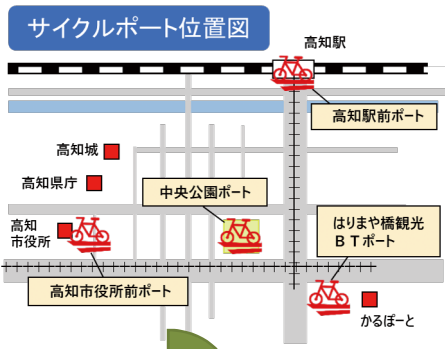 サイクルポート位置図
高知駅
高知駅前ポート
高知城
高知県庁
中央公園ポート
高知
市役所
はりまや橋観光
BTポート
高知市役所前ポート
かるぽーと